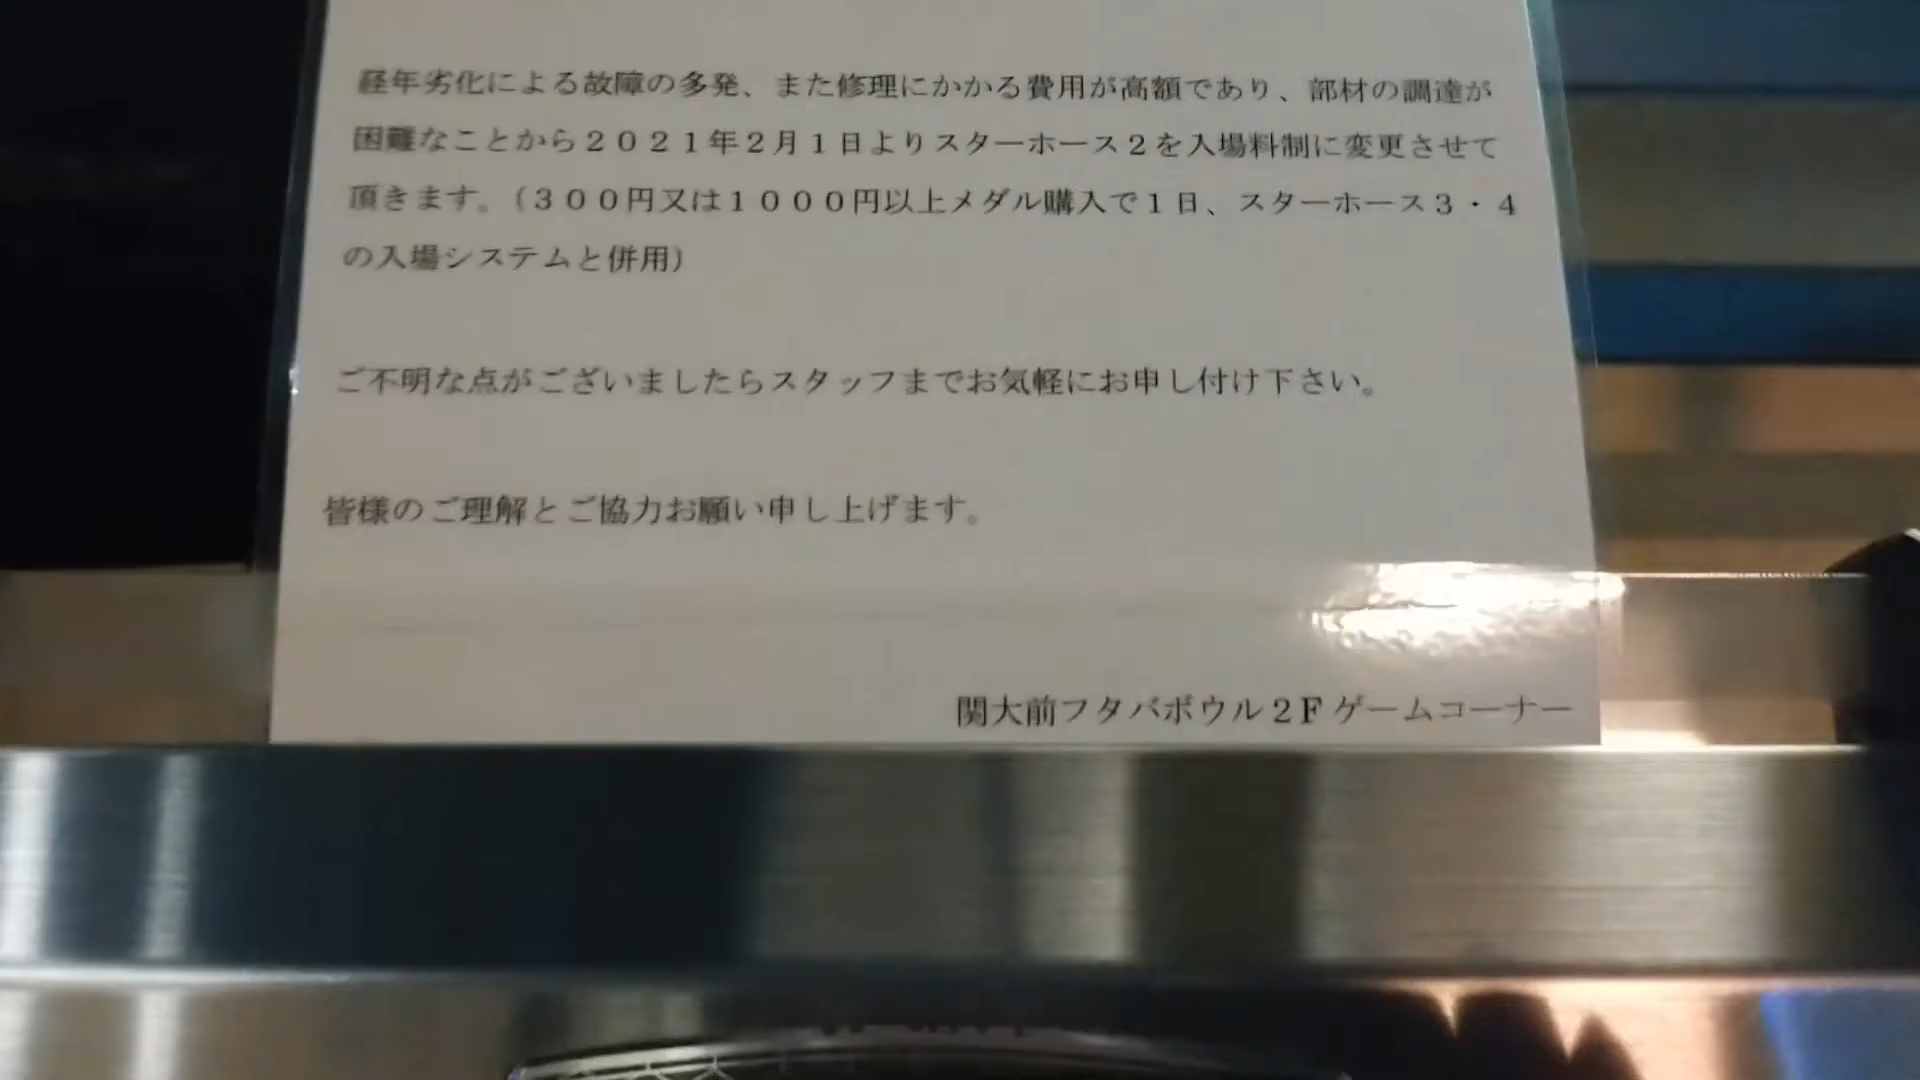 経年劣化による故障の多発、また修理にかかる費用が高額であり、部材の調達が
困難なことから２０２１年２月１日よりスターホース２を入場料制に変更させて
頂きます。（３００円又は１０００円以上メダル購入で１日、スターホース３・４
の入場システムと併用）
ご不明な点がございましたらスタッフまでお気軽にお申し付け下さい。
皆様のご理解とご協力お願い申し上げます。
関大前フタバボウル２Fゲームコーナー